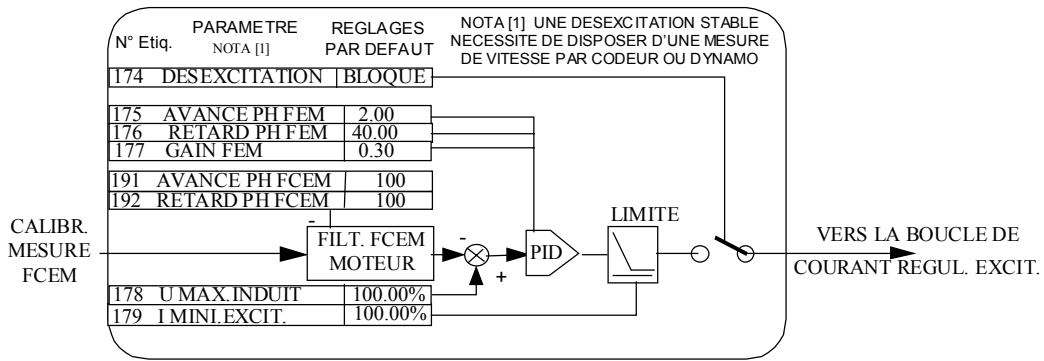 N° Etiq. PARAMETRE NOTA [1] REGLAGES PAR DEFAUT
NOTA [1] UNE DESEXCITATION STABLE
NECESSITE DE DISPOSER D'UNE MESURE
DE VITESSE PAR CODEUR OU DYNAMO
174 DESEXCITATION BLOQUE
175 AVANCE PH FEM 2.00
176 RETARD PH FEM 40.00
177 GAIN FEM 0.30
191 AVANCE PH FCEM 100
192 RETARD PH FCEM 100
CALIBR.
MESURE
FCEM
-
FILT. FCEM
MOTEUR
-
+
PID
LIMITE
VERS LA BOUCLE DE
COURANT REGUL. EXCIT.
178 U MAX.INDUIT 100.00%
179 I MINI.EXCIT. 100.00%